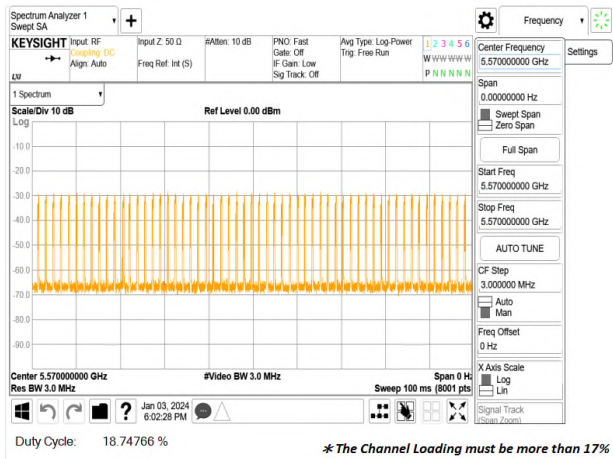 Spectrum Analyzer 1
Swept SA
Frequency
Settings
KEYSIGHT
Input: RF
Coupling: DC
Align: Auto
Input Z: 50 Ω
Freq Ref: Int (S)
#Atten: 10 dB
PNO: Fast
Gate: Off
IF Gain: Low
Sig Track: Off
Avg Type: Log-Power
Trig: Free Run
1 2 3 4 5 6
W W W W W W
P N N N N N
LXI
1 Spectrum
Scale/Div 10 dB
Ref Level 0.00 dBm
Log
-10.0
-20.0
-30.0
-40.0
-50.0
-60.0
-70.0
-80.0
-90.0
Center 5.570000000 GHz
#Video BW 3.0 MHz
Span 0 Hz
Res BW 3.0 MHz
Sweep 100 ms (8001 pts
Center Frequency
5.570000000 GHz
Span
0.00000000 Hz
Swept Span
Zero Span
Full Span
Start Freq
5.570000000 GHz
Stop Freq
5.570000000 GHz
AUTO TUNE
CF Step
3.000000 MHz
Auto
Man
Freq Offset
0 Hz
X Axis Scale
Log
Lin
Signal Track
(Span Zoom)
?
Jan 03, 2024
6:02:28 PM
Duty Cycle: 18.74766 %
* The Channel Loading must be more than 17%